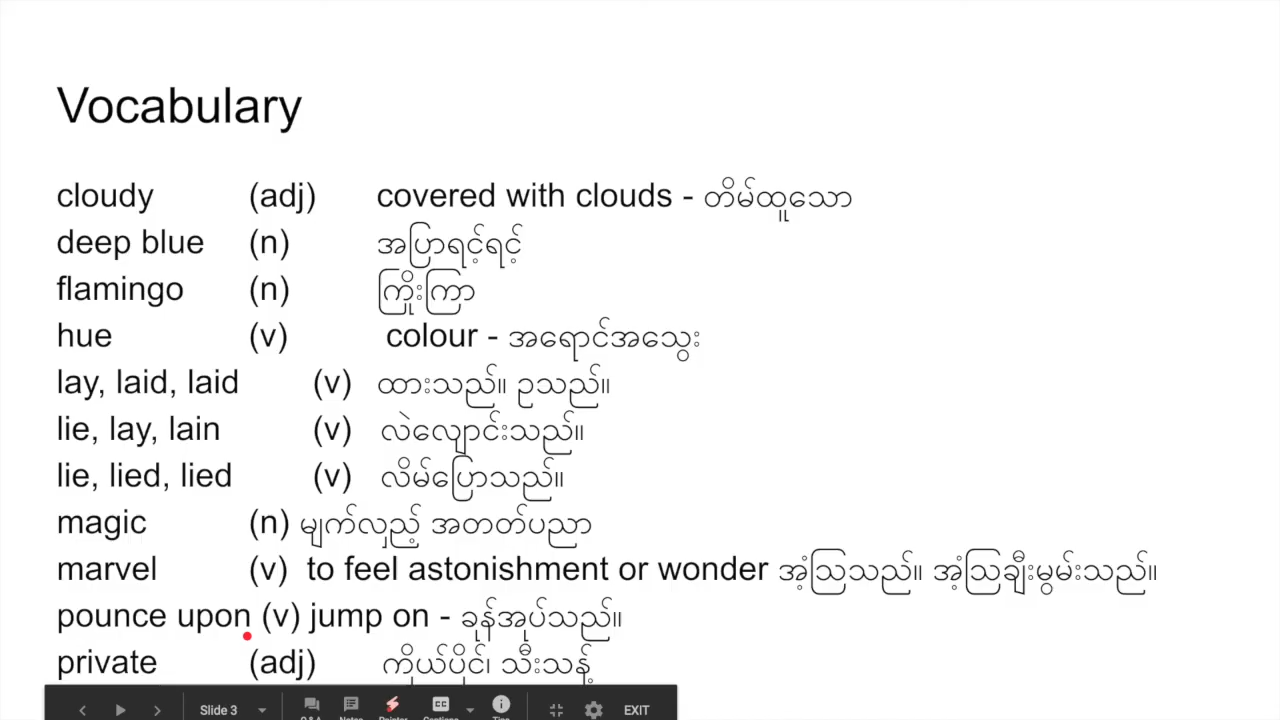 Vocabulary
cloudy (adj) covered with clouds - တိမ်ထူသော
deep blue (n) အပြာရင့်ရင့်
flamingo (n) ကြိုးကြာ
hue (v) colour - အရောင်အသွေး
lay, laid, laid (v) ထားသည်။ ဥသည်။
lie, lay, lain (v) လဲလျောင်းသည်။
lie, lied, lied (v) လိမ်ပြောသည်။
magic (n) မျက်လှည့် အတတ်ပညာ
marvel (v) to feel astonishment or wonder အံ့ဩသည်။ အံ့ဩချီးမွမ်းသည်။
pounce upon (v) jump on - ခုန်အုပ်သည်။
private (adj) ကိုယ်ပိုင်၊ သီးသန့်
Slide 3 CC EXIT